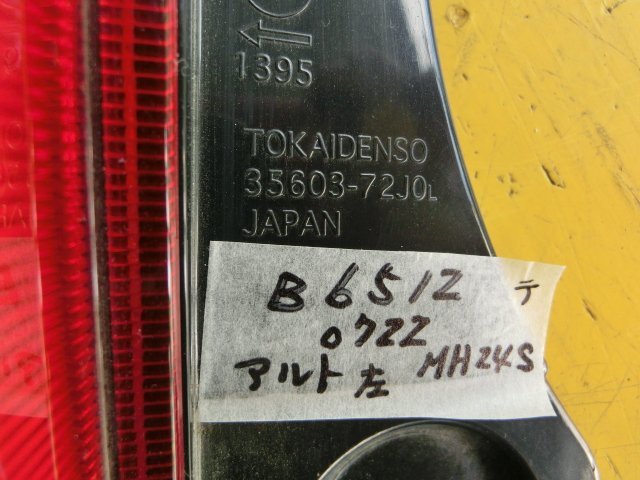 1395
TOKAIDENSO
35603-72J0L
JAPAN
B6512 テ
0722
アルト左 MH24S